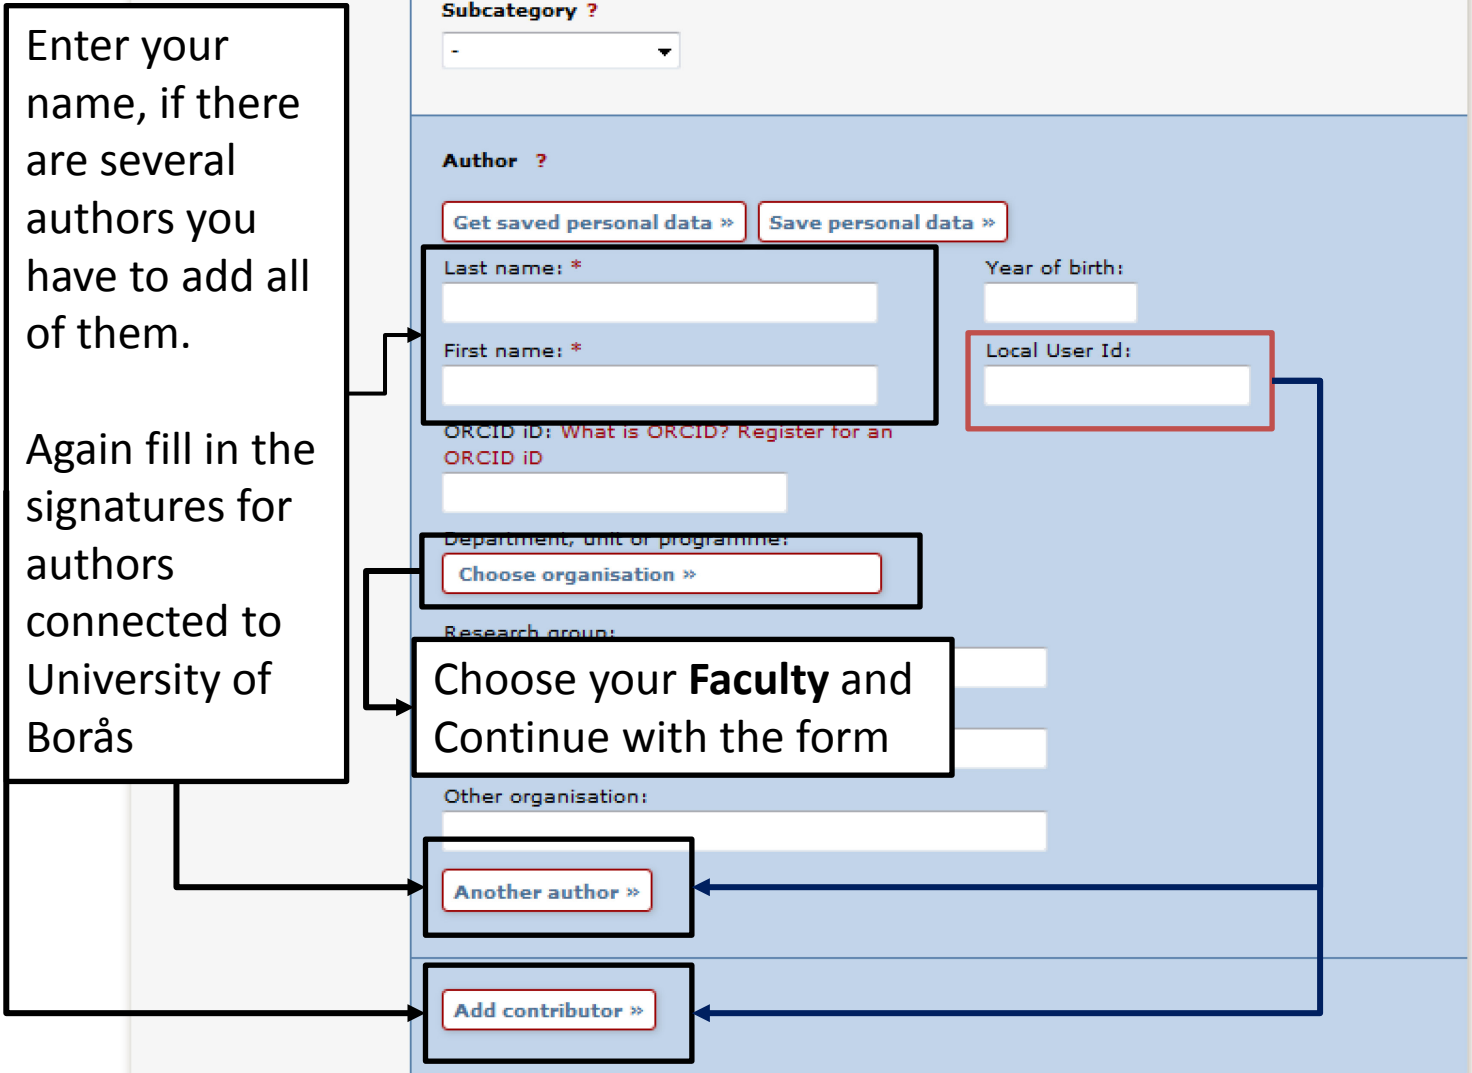 Enter your
name, if there
are several
authors you
have to add all
of them.
Again fill in the
signatures for
authors
connected to
University of
Borås
Subcategory ?
-
Author ?
Get saved personal data »
Save personal data »
Last name: *
Year of birth:
First name: *
Local User Id:
ORCID iD: What is ORCID? Register for an
ORCID iD
Department, unit or programme:
Choose organisation »
Research group:
Choose your Faculty and
Continue with the form
Other organisation:
Another author »
Add contributor »